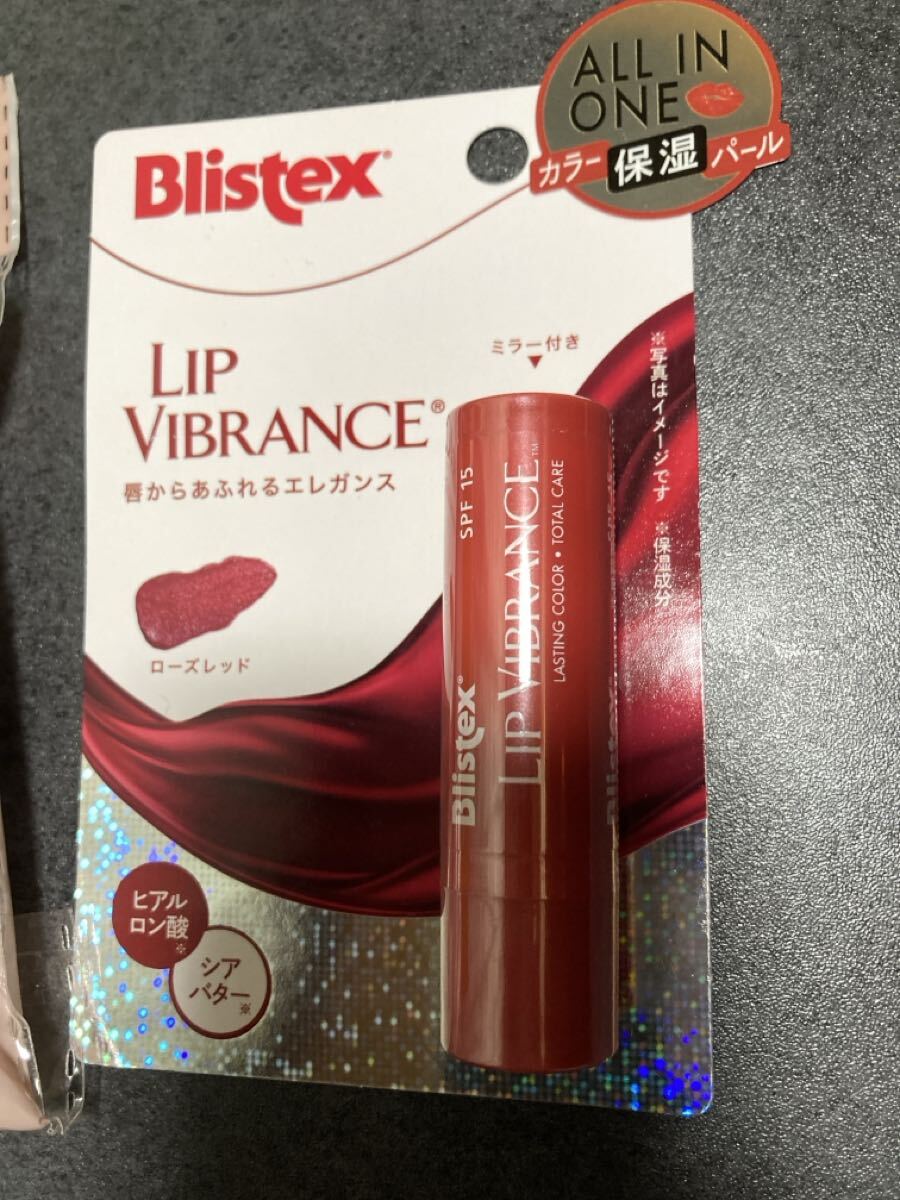 ALL IN
ONE
カラー 保湿 パール
Blistex®
LIP
VIBRANCE®
唇からあふれるエレガンス
ミラー付き
ローズレッド
※写真はイメージです ※保湿成分
SPF 15
Blistex®
LIP VIBRANCE™
LASTING COLOR • TOTAL CARE
Blistex
ヒアル
ロン酸
※
シア
バター
※